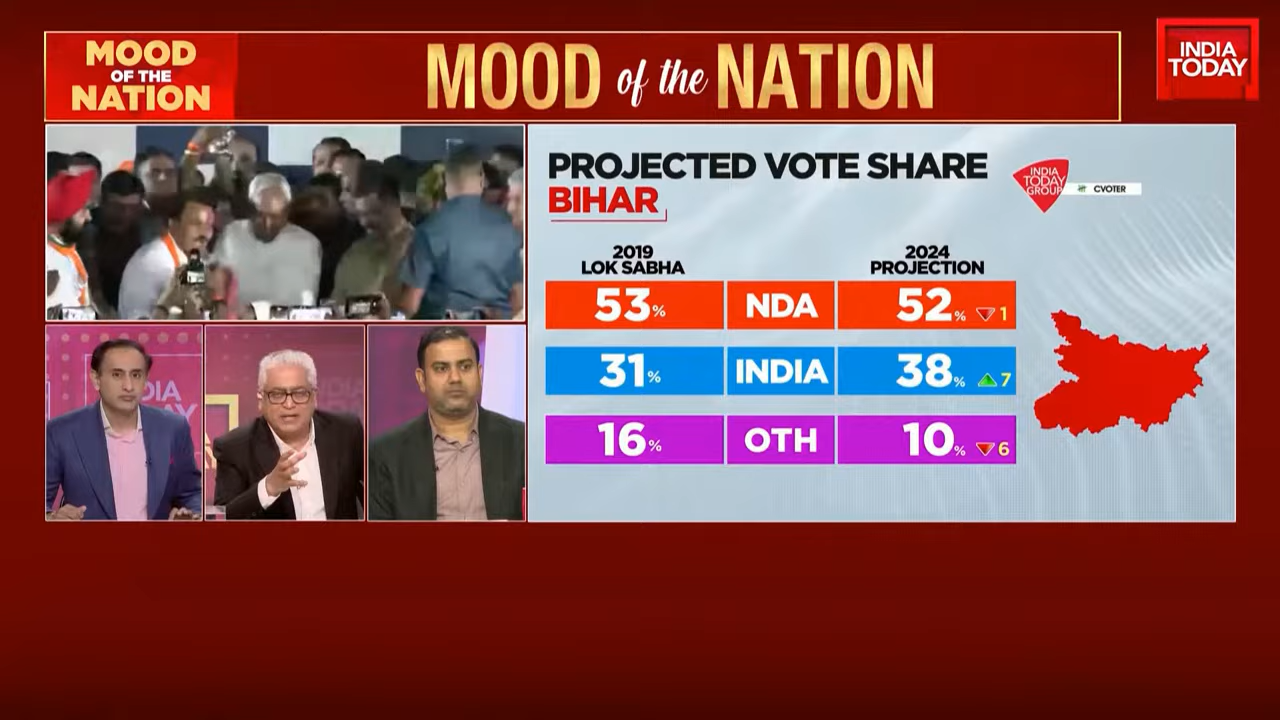 MOOD
OF THE
NATION
MOOD of the NATION
INDIA
TODAY
PROJECTED VOTE SHARE
BIHAR
INDIA
TODAY
GROUP
CVOTER
2019
LOK SABHA
2024
PROJECTION
53% NDA 52% 1
31% INDIA 38% 7
16% OTH 10% 6